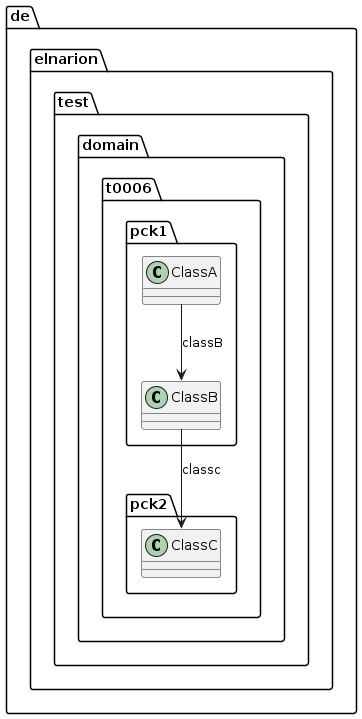 de
elnarion
test
domain
t0006
pck1
C ClassA
classB
C ClassB
classc
pck2
C ClassC